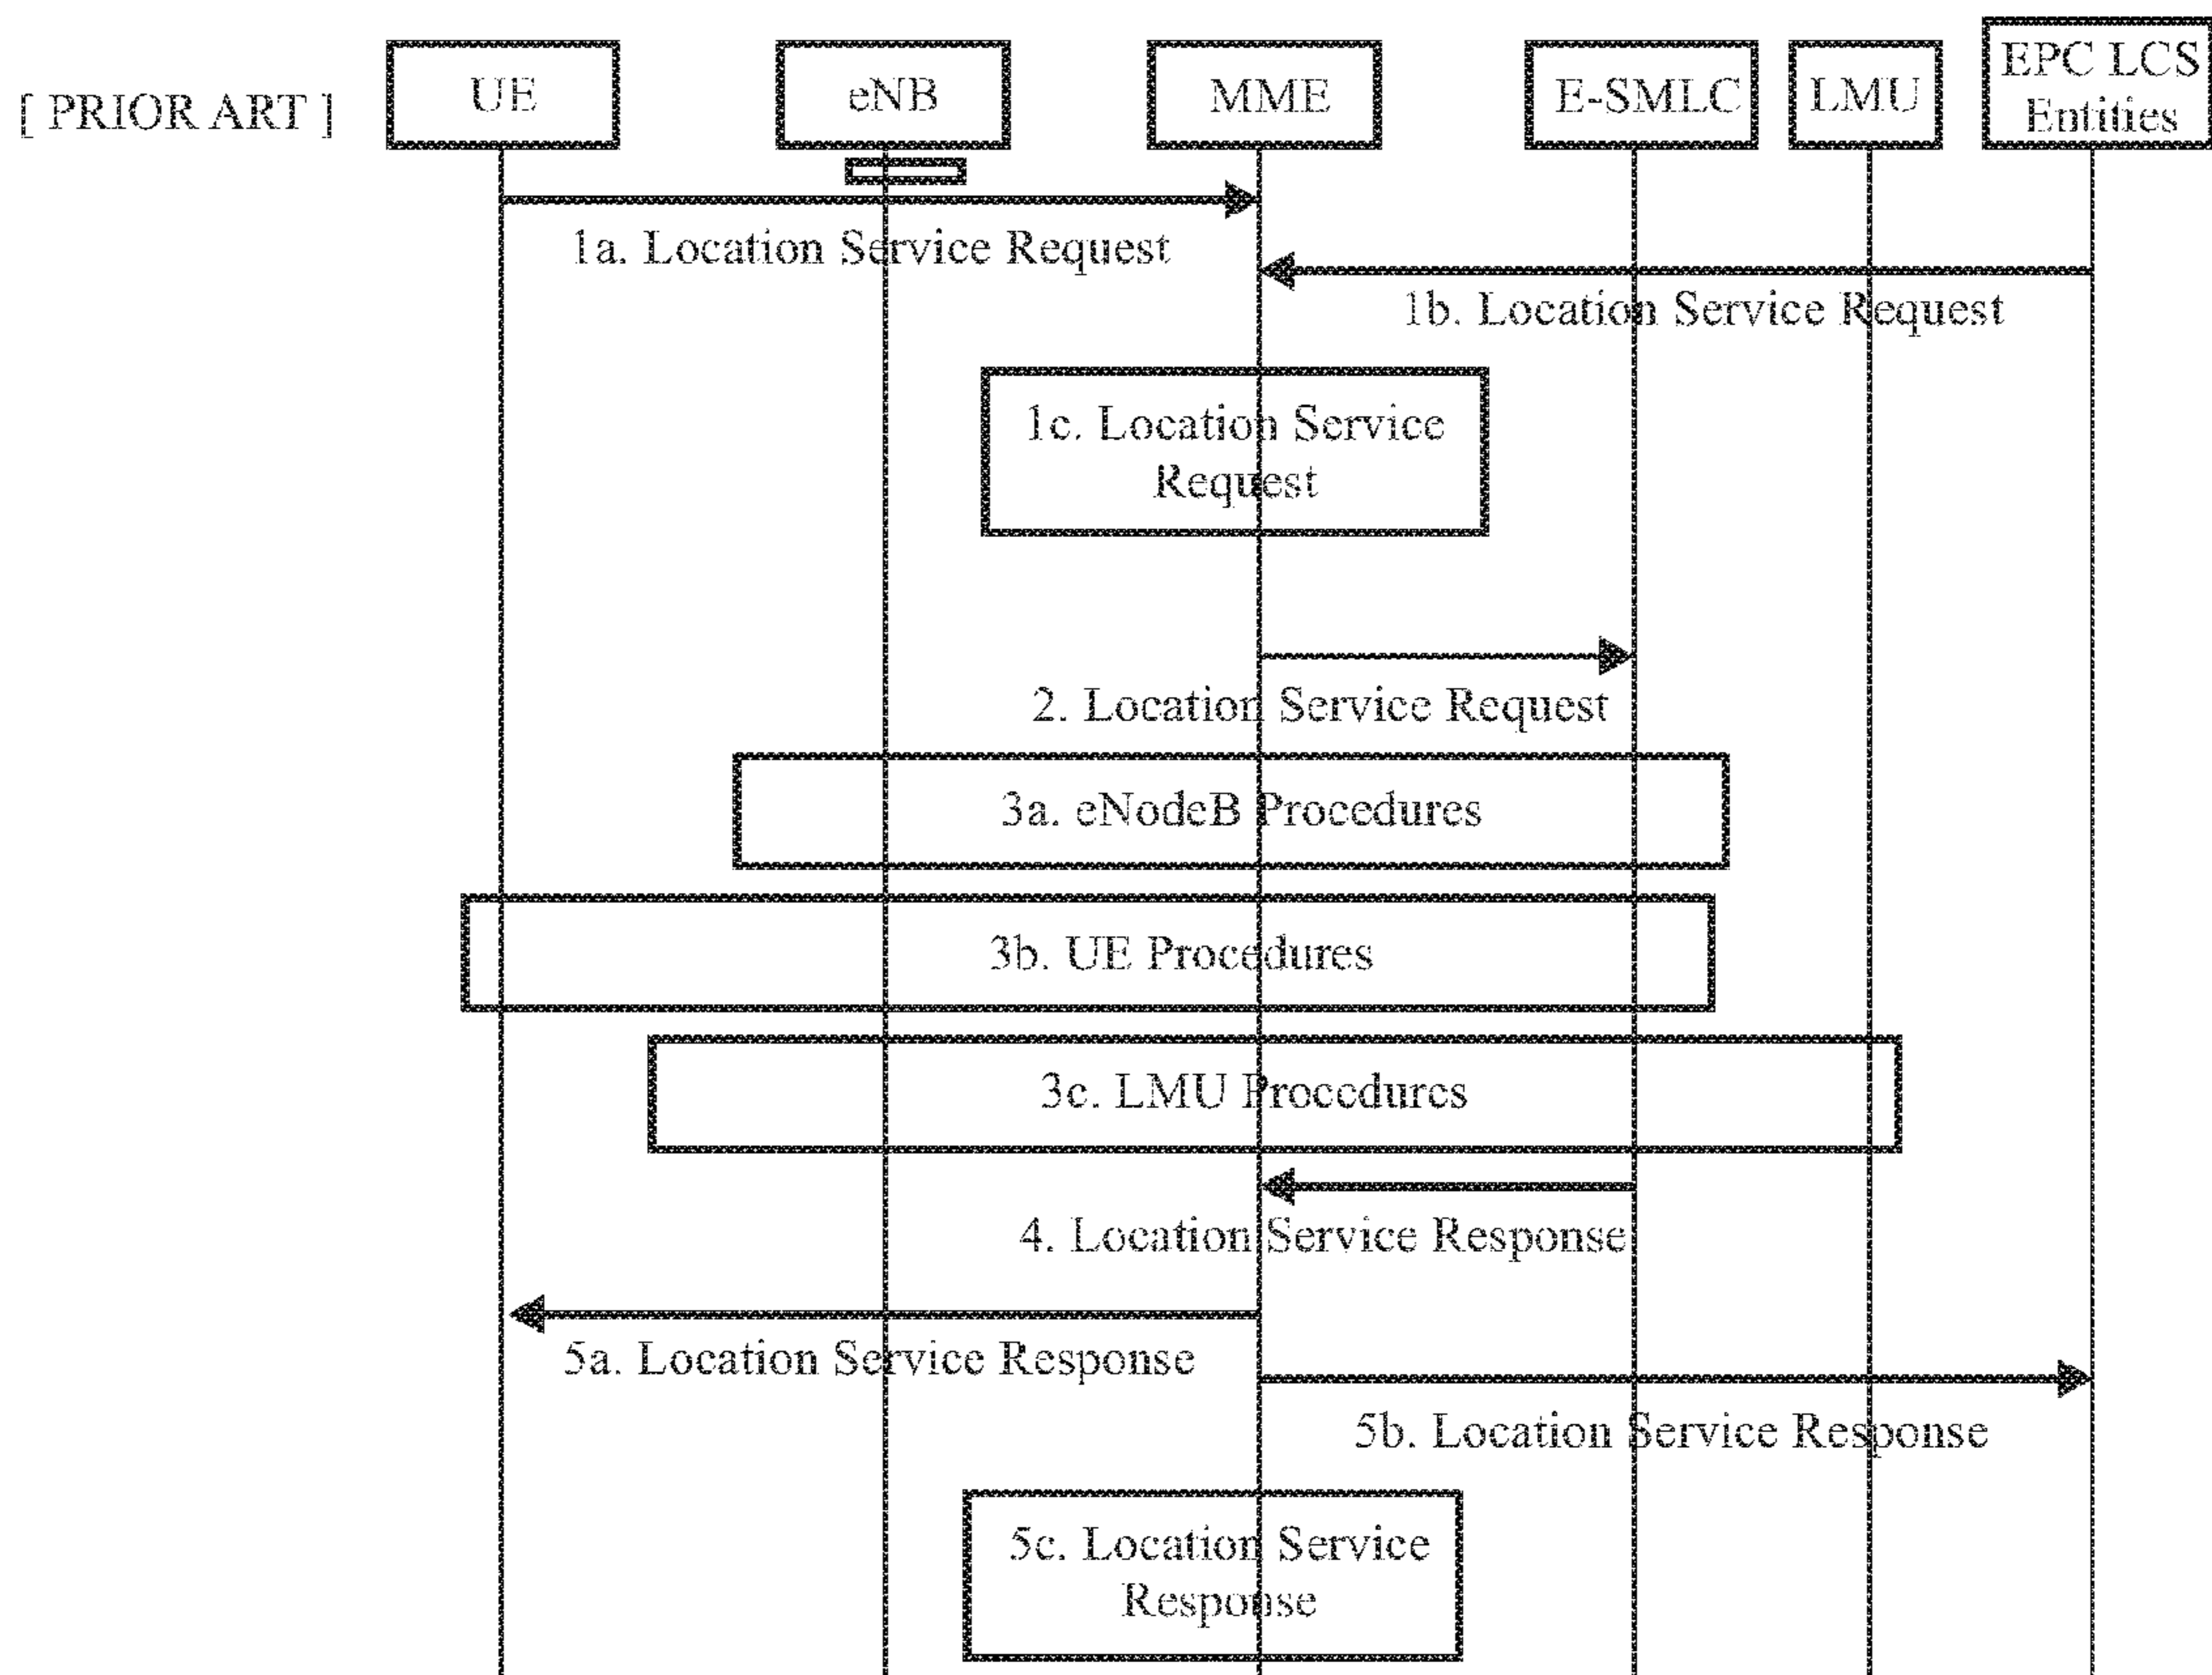 [ PRIOR ART ]
UE
eNB
MME
E-SMLC
LMU
EPC LCS
Entities
1a. Location Service Request
1b. Location Service Request
1c. Location Service
Request
2. Location Service Request
3a. eNodeB Procedures
3b. UE Procedures
3c. LMU Procedures
4. Location Service Response
5a. Location Service Response
5b. Location Service Response
5c. Location Service
Response